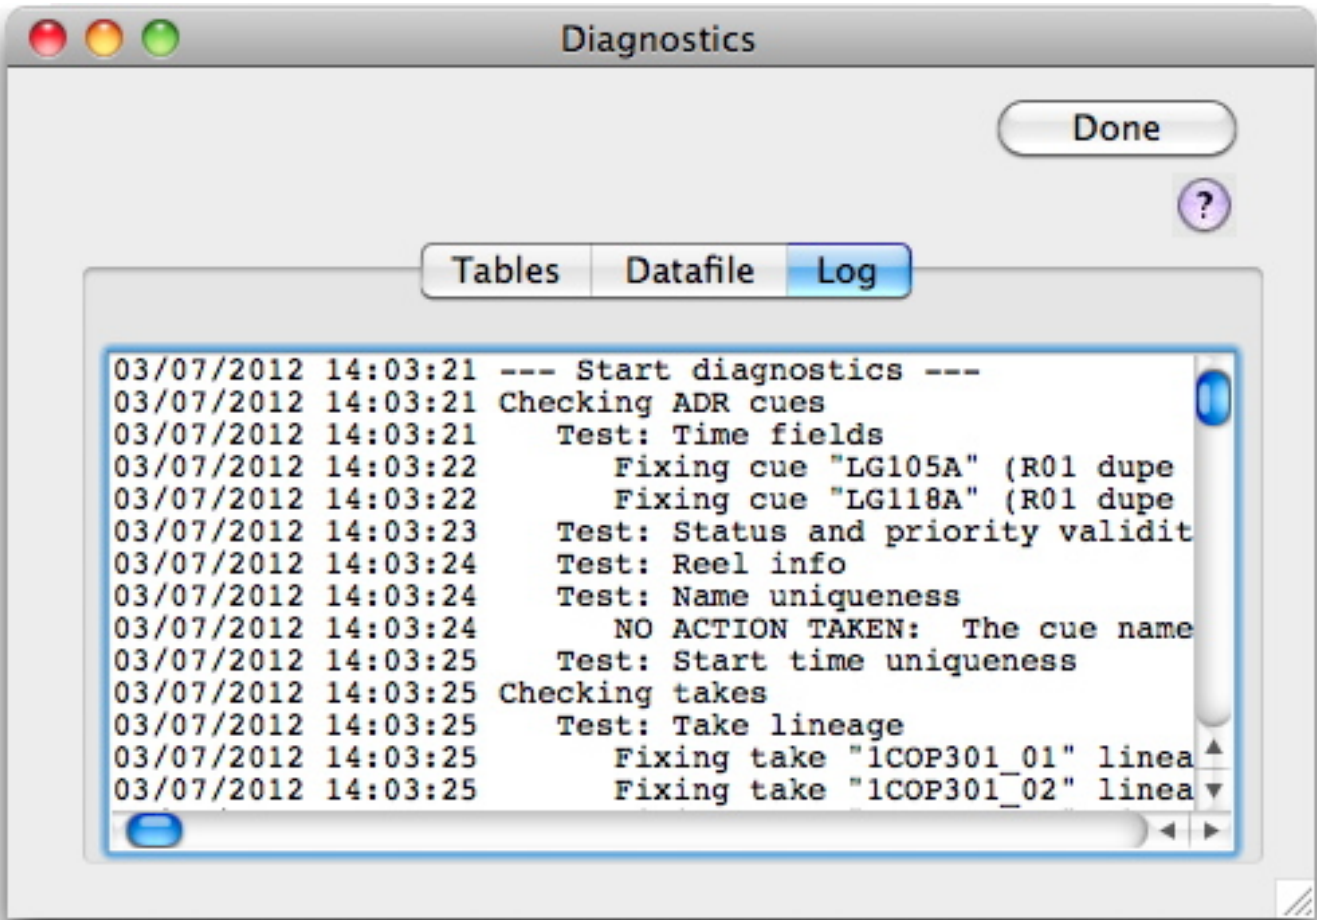 Diagnostics
Done
?
Tables Datafile Log
03/07/2012 14:03:21 --- Start diagnostics ---
03/07/2012 14:03:21 Checking ADR cues
03/07/2012 14:03:21    Test: Time fields
03/07/2012 14:03:22       Fixing cue "LG105A" (R01 dupe
03/07/2012 14:03:22       Fixing cue "LG118A" (R01 dupe
03/07/2012 14:03:23    Test: Status and priority validit
03/07/2012 14:03:24    Test: Reel info
03/07/2012 14:03:24    Test: Name uniqueness
03/07/2012 14:03:24       NO ACTION TAKEN:  The cue name
03/07/2012 14:03:25    Test: Start time uniqueness
03/07/2012 14:03:25 Checking takes
03/07/2012 14:03:25    Test: Take lineage
03/07/2012 14:03:25       Fixing take "1COP301_01" linea
03/07/2012 14:03:25       Fixing take "1COP301_02" linea